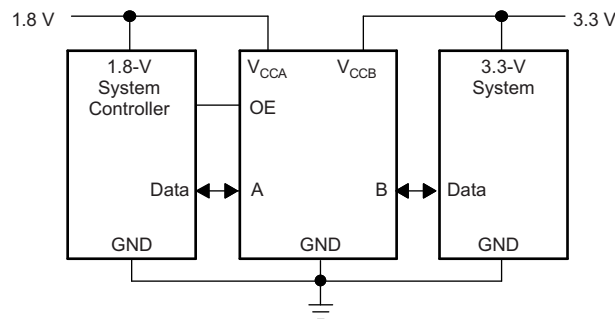 1.8 V
3.3 V
1.8-V
System
Controller
VCCA
VCCB
3.3-V
System
OE
Data
A
B
Data
GND
GND
GND